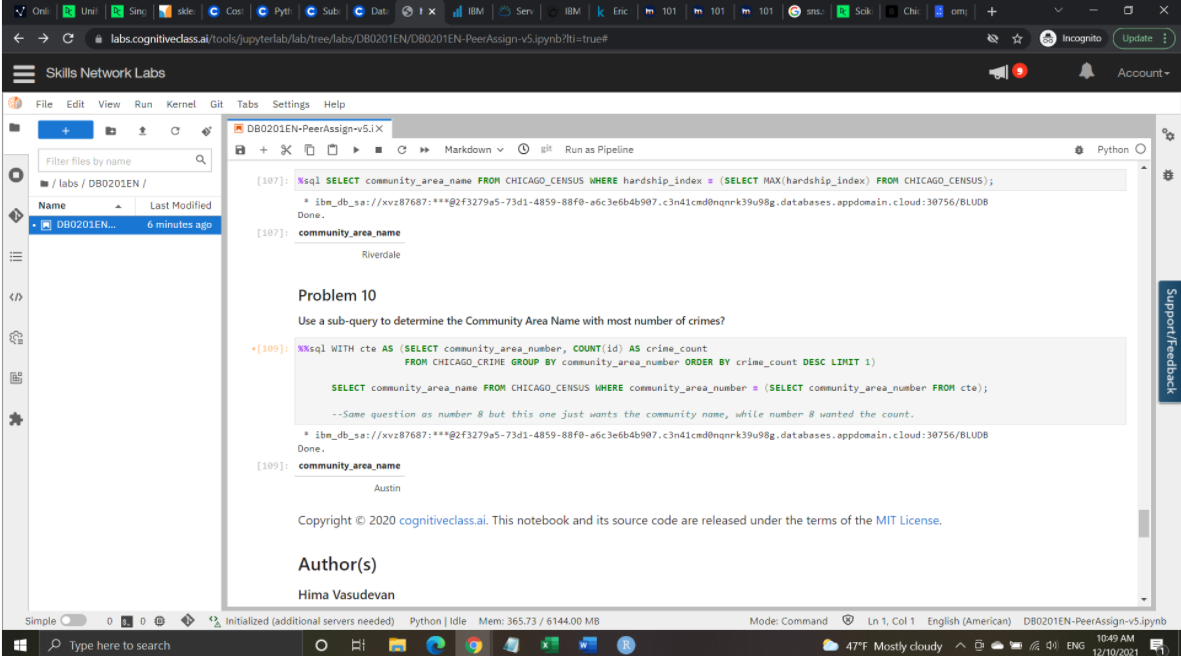 Onli
Unit
Sing
skle
Cost
Pyth
Sub
Data
IBM
Serv
IBM
Eric
101
101
101
sns.
Scik
Chic
labs.cognitiveclass.ai/tools/jupyterlab/lab/tree/labs/DB0201EN/DB0201EN-PeerAssign-v5.ipynb?lti=true#
Incognito
Update
Skills Network Labs
9
Account
File Edit View Run Kernel Git Tabs Settings Help
DB0201EN-PeerAssign-v5.i
Filter files by name
/ labs / DB0201EN /
Name Last Modified
DB0201EN... 6 minutes ago
Markdown git Run as Pipeline Python
[107]: %sql SELECT community_area_name FROM CHICAGO_CENSUS WHERE hardship_index = (SELECT MAX(hardship_index) FROM CHICAGO_CENSUS);
* ibm_db_sa://xvz87687:***@2f3279a5-73d1-4859-88f0-a6c3e6b4b907.c3n41cmd0nqnrk39u98g.databases.appdomain.cloud:30756/BLUDB
Done.
[107]: community_area_name
Riverdale
Problem 10
Use a sub-query to determine the Community Area Name with most number of crimes?
[109]: %%sql WITH cte AS (SELECT community_area_number, COUNT(id) AS crime_count
FROM CHICAGO_CRIME GROUP BY community_area_number ORDER BY crime_count DESC LIMIT 1)
SELECT community_area_name FROM CHICAGO_CENSUS WHERE community_area_number = (SELECT community_area_number FROM cte);
--Same question as number 8 but this one just wants the community name, while number 8 wanted the count.
* ibm_db_sa://xvz87687:***@2f3279a5-73d1-4859-88f0-a6c3e6b4b907.c3n41cmd0nqnrk39u98g.databases.appdomain.cloud:30756/BLUDB
Done.
[109]: community_area_name
Austin
Copyright © 2020 cognitiveclass.ai. This notebook and its source code are released under the terms of the MIT License.
Author(s)
Hima Vasudevan
Support/Feedback
Simple 0 0 Initialized (additional servers needed) Python | Idle Mem: 365.73 / 6144.00 MB Mode: Command Ln 1, Col 1 English (American) DB0201EN-PeerAssign-v5.ipynb
Type here to search
47°F Mostly cloudy ENG
10:49 AM
12/10/2021